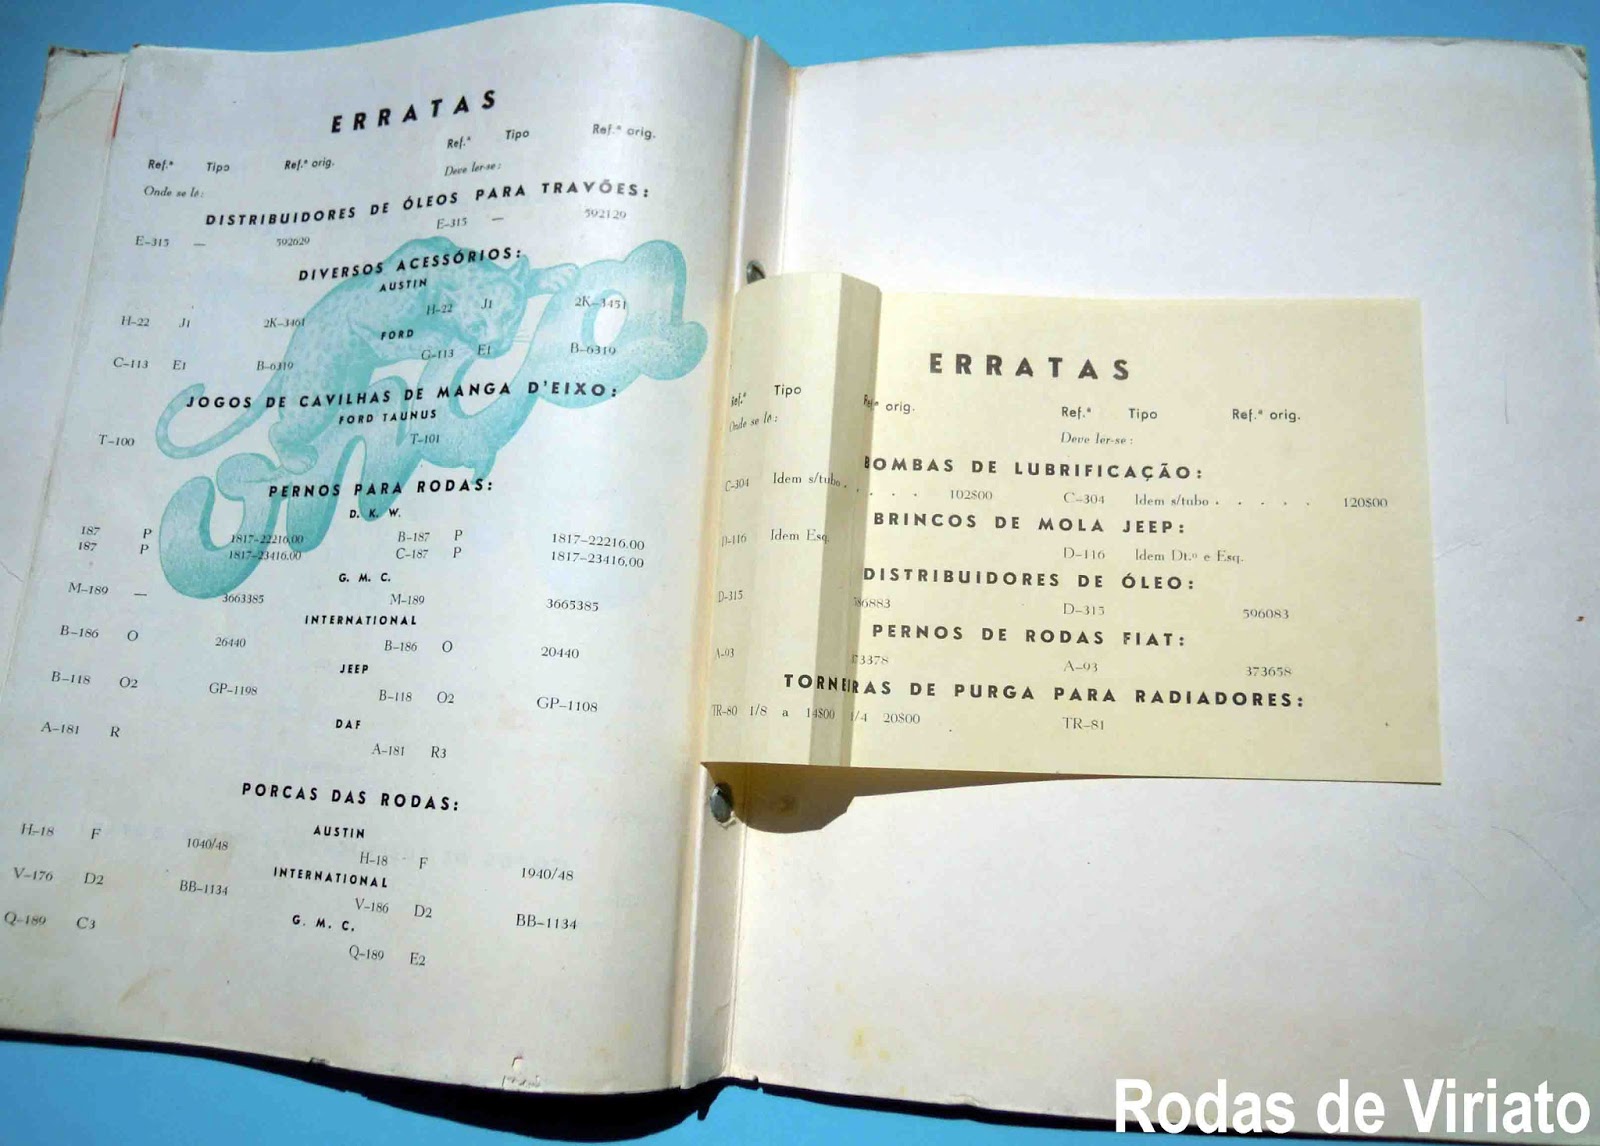 ERRATAS
Ref.ª Tipo Ref.ª orig. Ref.ª Tipo Ref.ª orig.
Onde se lê: Deve ler-se:
DISTRIBUIDORES DE ÓLEOS PARA TRAVÕES:
E-315 — 592629 E-315 — 592129
DIVERSOS ACESSÓRIOS:
AUSTIN
H-22 J1 2K-3461 H-22 J1 2K-3451
FORD
C-113 E1 B-6319 G-113 E1 B-6319
JOGOS DE CAVILHAS DE MANGA D'EIXO:
FORD TAUNUS
T-100 T-101
PERNOS PARA RODAS:
D. K. W.
187 P 1817-22216.00 B-187 P 1817-22216.00
187 P 1817-23416.00 C-187 P 1817-23416.00
G. M. C.
M-189 — 3663385 M-189 3665385
INTERNATIONAL
B-186 O 26440 B-186 O 20440
JEEP
B-118 O2 GP-1198 B-118 O2 GP-1108
DAF
A-181 R A-181 R3
PORCAS DAS RODAS:
AUSTIN
H-18 F 1040/48 H-18 F 1940/48
INTERNATIONAL
V-176 D2 BB-1134 V-186 D2 BB-1134
G. M. C.
Q-189 C3 Q-189 E2
ERRATAS
Ref.ª Tipo Ref.ª orig. Ref.ª Tipo Ref.ª orig.
Onde se lê: Deve ler-se:
BOMBAS DE LUBRIFICAÇÃO:
C-304 Idem s/tubo . . . . 102$00 C-304 Idem s/tubo . . . . . 120$00
BRINCOS DE MOLA JEEP:
D-116 Idem Esq. D-116 Idem Dt.º e Esq.
DISTRIBUIDORES DE ÓLEO:
D-315 D-315 596083
PERNOS DE RODAS FIAT:
A-93 A-93 373658
TORNEIRAS DE PURGA PARA RADIADORES:
TR-80 1/8 a 14$00 1/4 20$00 TR-81
Rodas de Viriato